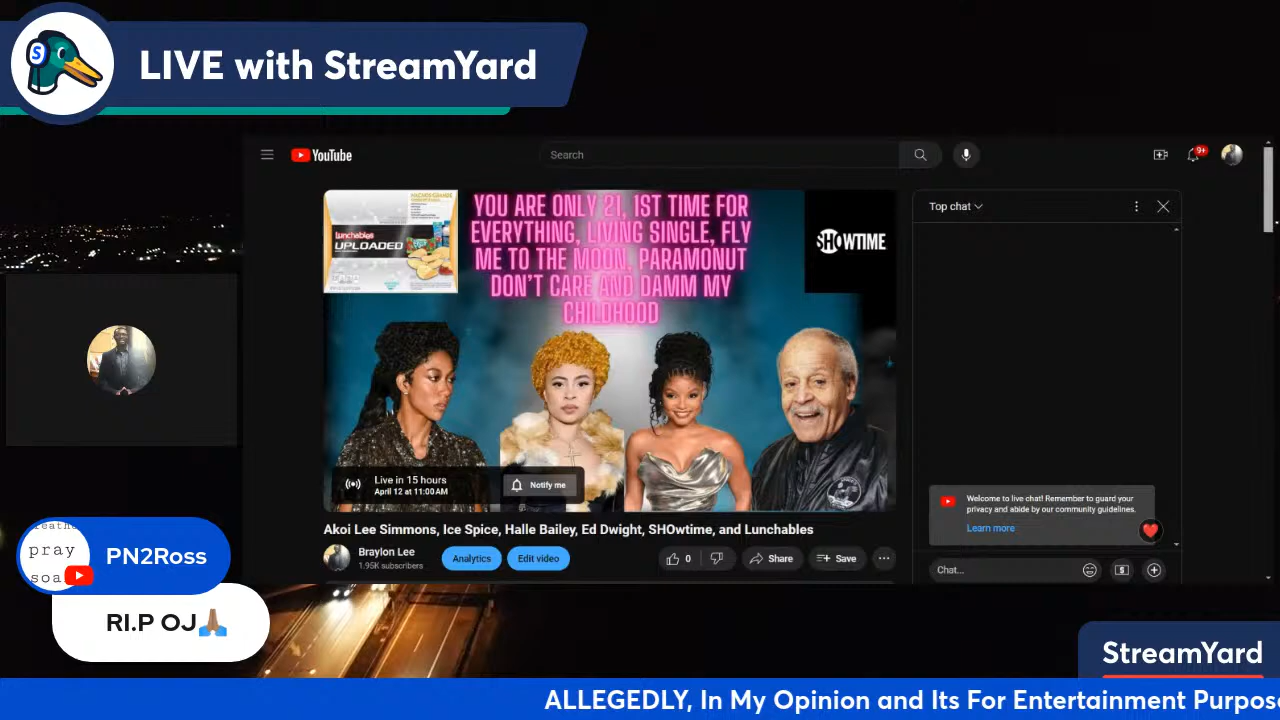 LIVE with StreamYard
YouTube
Search
9+
Lunchables
UPLOADED
YOU ARE ONLY 21, 1ST TIME FOR
EVERYTHING, LIVING SINGLE, FLY
ME TO THE MOON, PARAMONUT
DON'T CARE AND DAMM MY
CHILDHOOD
SHOWTIME
Top chat
Live in 15 hours
April 12 at 11:00 AM
Notify me
Akoi Lee Simmons, Ice Spice, Halle Bailey, Ed Dwight, SHOwtime, and Lunchables
Braylon Lee
1.95K subscribers
Analytics
Edit video
0
Share
Save
Welcome to live chat! Remember to guard your
privacy and abide by our community guidelines.
Learn more
Chat...
pray
PN2Ross
RI.P OJ🙏🏽
StreamYard
ALLEGEDLY, In My Opinion and Its For Entertainment Purpos